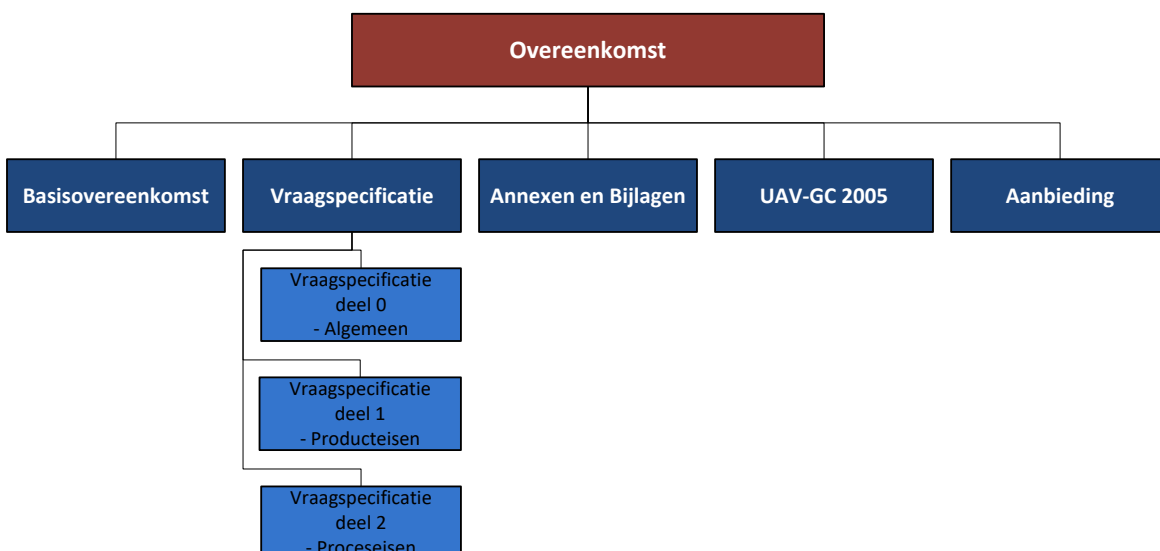 Overeenkomst
Basisovereenkomst
Vraagspecificatie
Annexen en Bijlagen
UAV-GC 2005
Aanbieding
Vraagspecificatie
deel 0
- Algemeen
Vraagspecificatie
deel 1
- Producteisen
Vraagspecificatie
deel 2
- Proceseisen